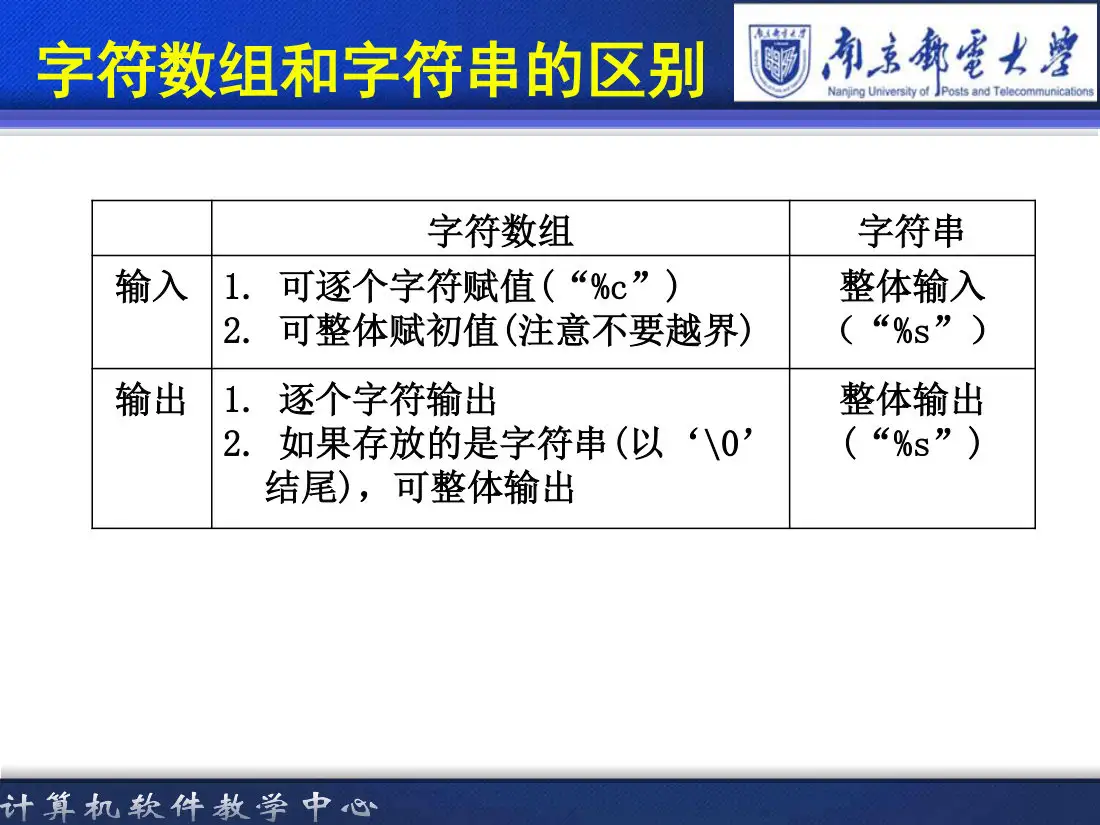 字符数组和字符串的区别
南京邮电大学
Nanjing University of Posts and Telecommunications
字符数组 字符串
输入 1. 可逐个字符赋值(“%c”) 整体输入
2. 可整体赋初值(注意不要越界) (“%s”)
输出 1. 逐个字符输出 整体输出
2. 如果存放的是字符串(以‘\0’ (“%s”)
结尾)，可整体输出
计算机软件教学中心